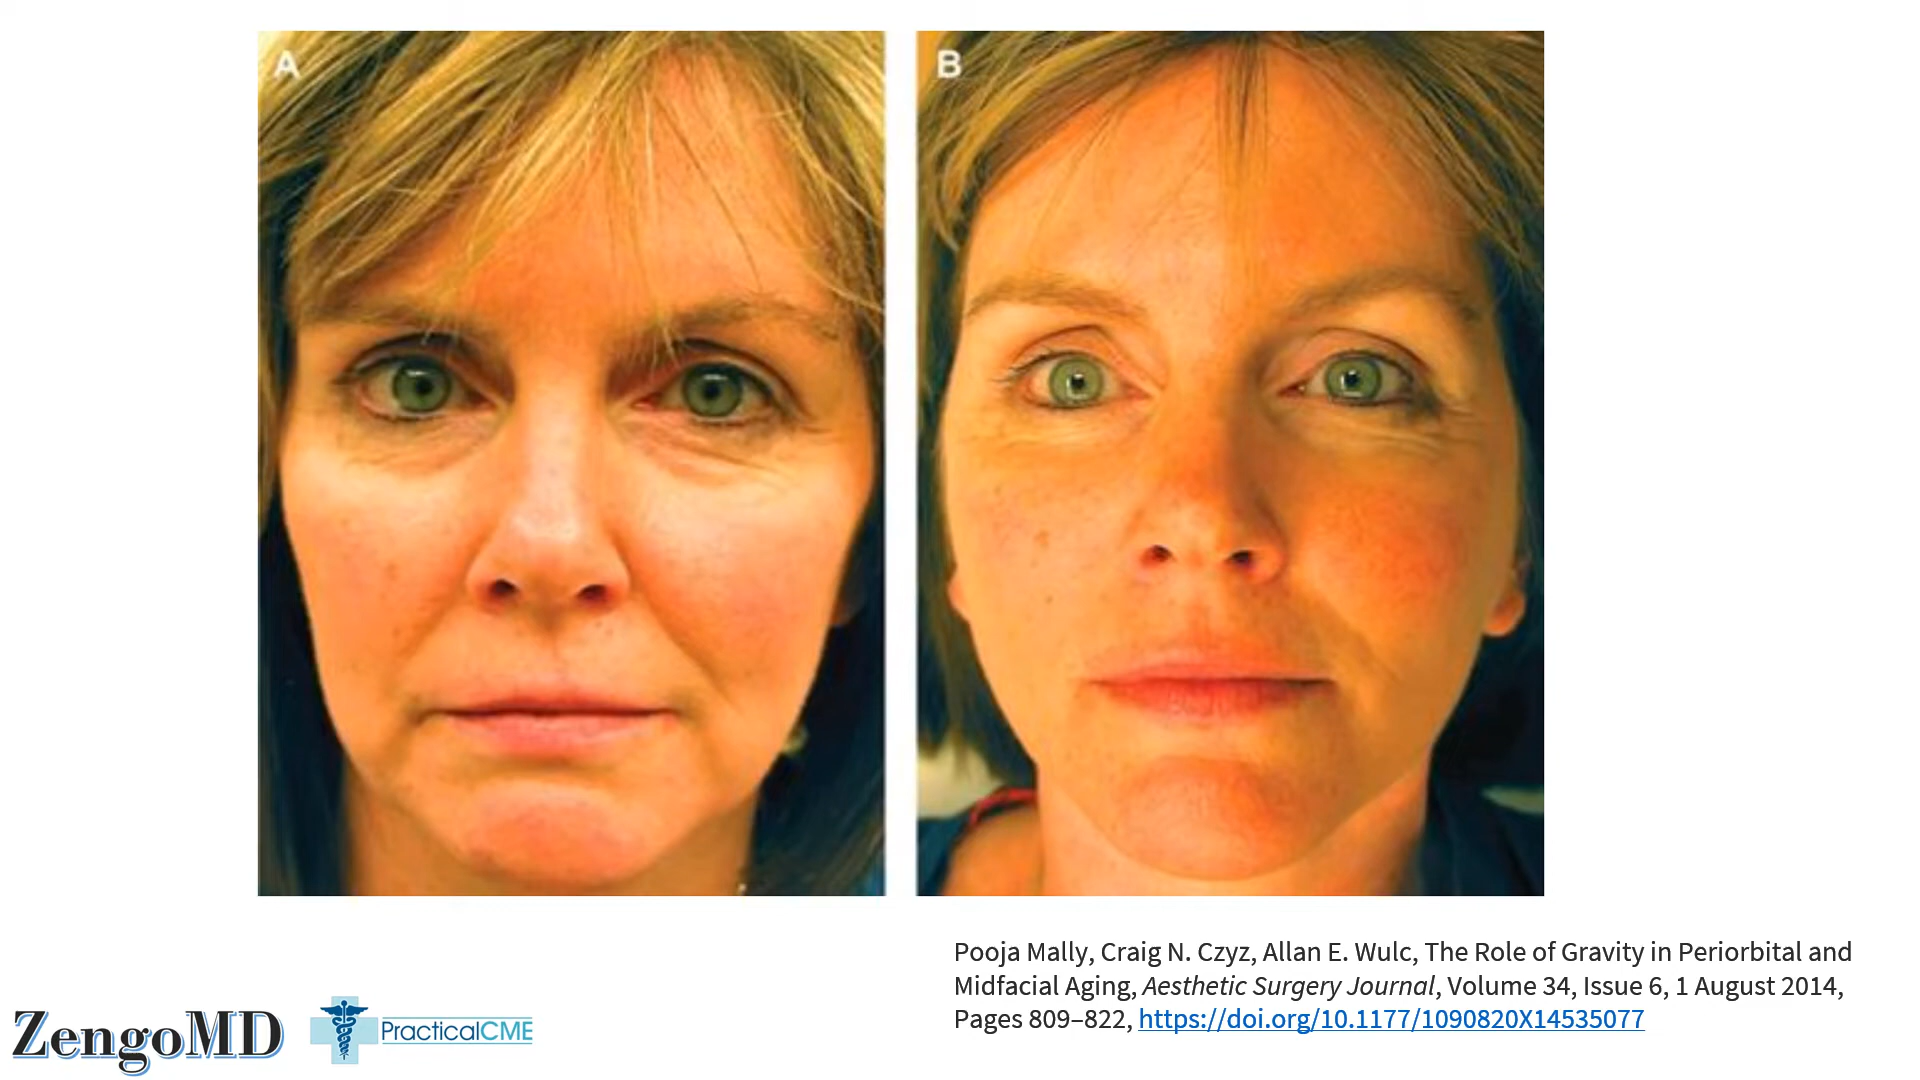 A
B
Pooja Mally, Craig N. Czyz, Allan E. Wulc, The Role of Gravity in Periorbital and
Midfacial Aging, Aesthetic Surgery Journal, Volume 34, Issue 6, 1 August 2014,
Pages 809–822, https://doi.org/10.1177/1090820X14535077
ZengoMD
PracticalCME